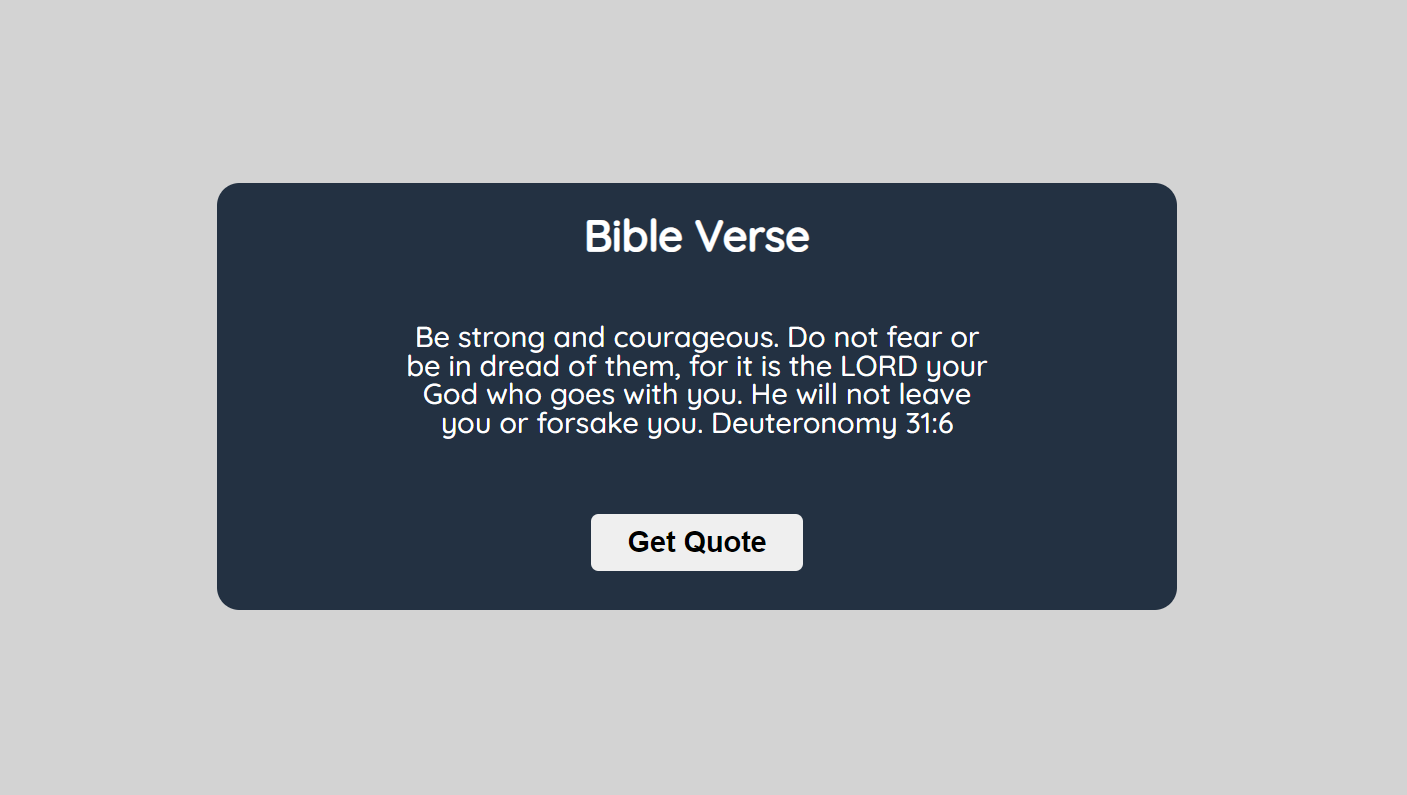 Bible Verse
Be strong and courageous. Do not fear or
be in dread of them, for it is the LORD your
God who goes with you. He will not leave
you or forsake you. Deuteronomy 31:6
Get Quote